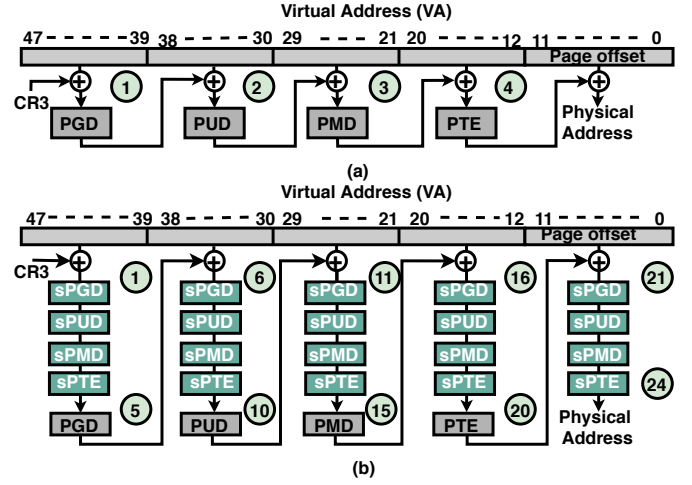 Virtual Address (VA)
47 39 38 30 29 21 20 12 11 0
Page offset
CR3 1 2 3 4
PGD PUD PMD PTE Physical
Address
(a)
Virtual Address (VA)
47 39 38 30 29 21 20 12 11 0
Page offset
CR3 1 6 11 16 21
sPGD sPGD sPGD sPGD sPGD
sPUD sPUD sPUD sPUD sPUD
sPMD sPMD sPMD sPMD sPMD
sPTE sPTE sPTE sPTE sPTE 24
5 10 15 20
PGD PUD PMD PTE Physical
Address
(b)